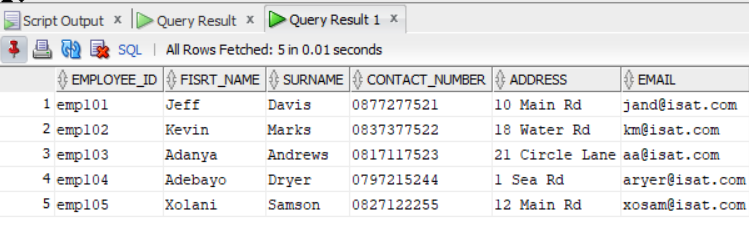 Script Output x Query Result x Query Result 1 x
SQL | All Rows Fetched: 5 in 0.01 seconds
EMPLOYEE_ID FISRT_NAME SURNAME CONTACT_NUMBER ADDRESS EMAIL
1 emp101 Jeff Davis 0877277521 10 Main Rd jand@isat.com
2 emp102 Kevin Marks 0837377522 18 Water Rd km@isat.com
3 emp103 Adanya Andrews 0817117523 21 Circle Lane aa@isat.com
4 emp104 Adebayo Dryer 0797215244 1 Sea Rd aryer@isat.com
5 emp105 Xolani Samson 0827122255 12 Main Rd xosam@isat.com